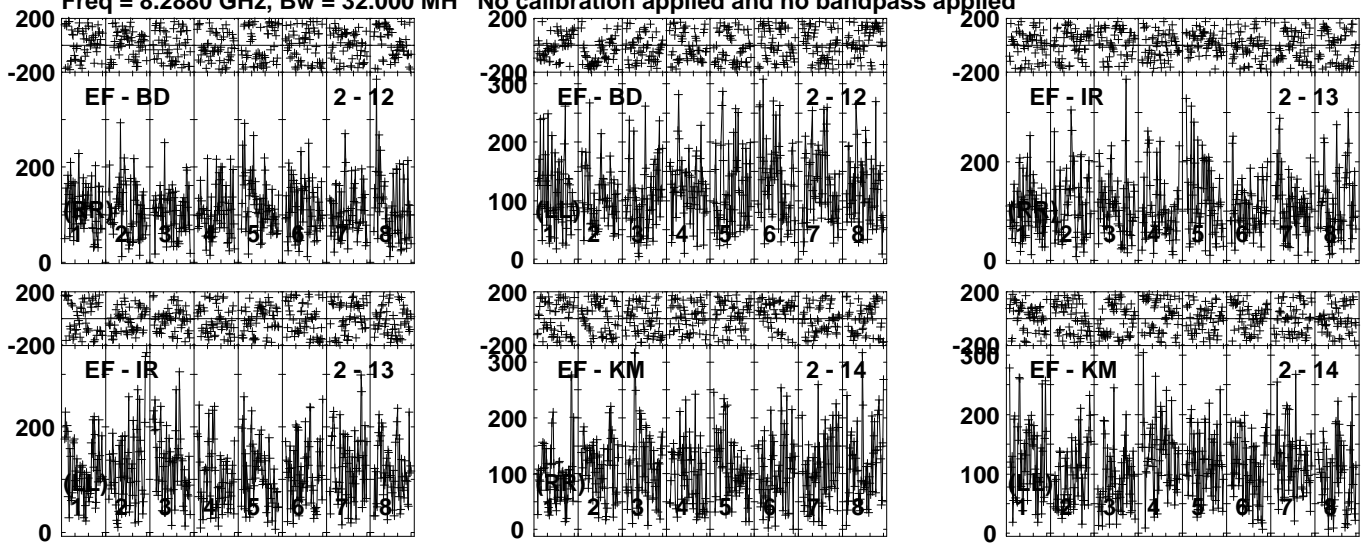 Freq = 8.2880 GHz, Bw = 32.000 MH No calibration applied and no bandpass applied
200
-200
EF - BD 2 - 12
200
(RR)
1 2 3 4 5 6 7 8
0
200
-200
300
EF - BD 2 - 12
200
100
(LL)
1 2 3 4 5 6 7 8
0
200
-200
EF - IR 2 - 13
200
(RR)
1 2 3 4 5 6 7 8
0
200
-200
EF - IR 2 - 13
200
(LL)
1 2 3 4 5 6 7 8
0
200
-200
300
EF - KM 2 - 14
200
100
(RR)
1 2 3 4 5 6 7 8
0
200
-200
300
EF - KM 2 - 14
200
100
(LL)
1 2 3 4 5 6 7 8
0